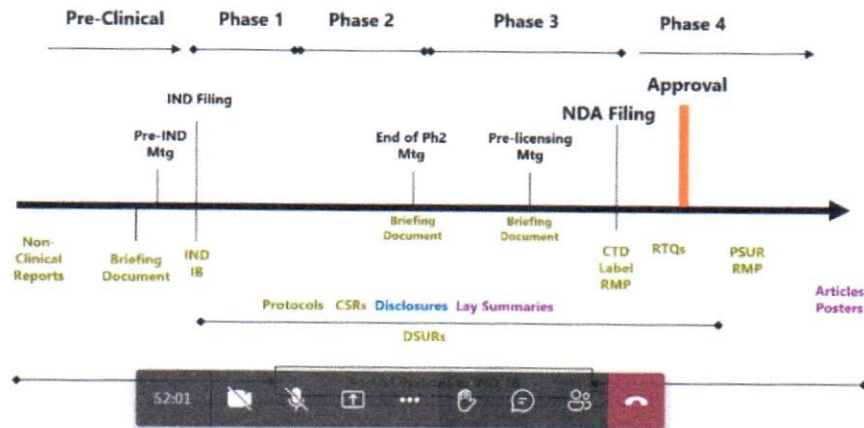 Pre-Clinical Phase 1 Phase 2 Phase 3 Phase 4
Approval
IND Filing
NDA Filing
Pre-IND
Mtg
End of Ph2
Mtg
Pre-licensing
Mtg
Non-
Clinical
Reports
Briefing
Document
IND
IB
Briefing
Document
Briefing
Document
CTD
Label
RMP
RTQs
PSUR
RMP
Protocols CSRs Disclosures Lay Summaries
Articles
Posters
DSURs
52:01